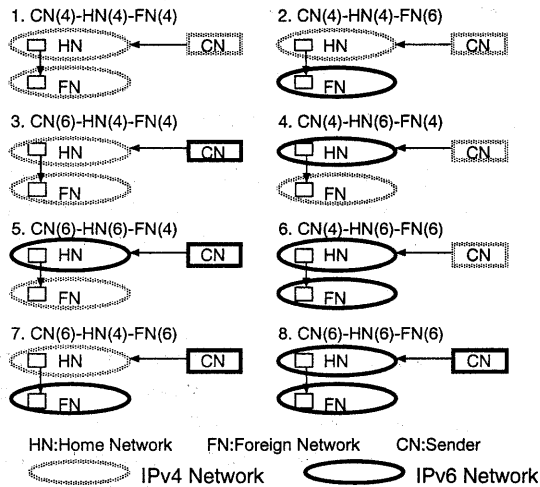 1. CN(4)-HN(4)-FN(4)
HN
CN
FN
2. CN(4)-HN(4)-FN(6)
HN
CN
FN
3. CN(6)-HN(4)-FN(4)
HN
CN
FN
4. CN(4)-HN(6)-FN(4)
HN
CN
FN
5. CN(6)-HN(6)-FN(4)
HN
CN
FN
6. CN(4)-HN(6)-FN(6)
HN
CN
FN
7. CN(6)-HN(4)-FN(6)
HN
CN
FN
8. CN(6)-HN(6)-FN(6)
HN
CN
FN
HN:Home Network FN:Foreign Network CN:Sender
IPv4 Network IPv6 Network